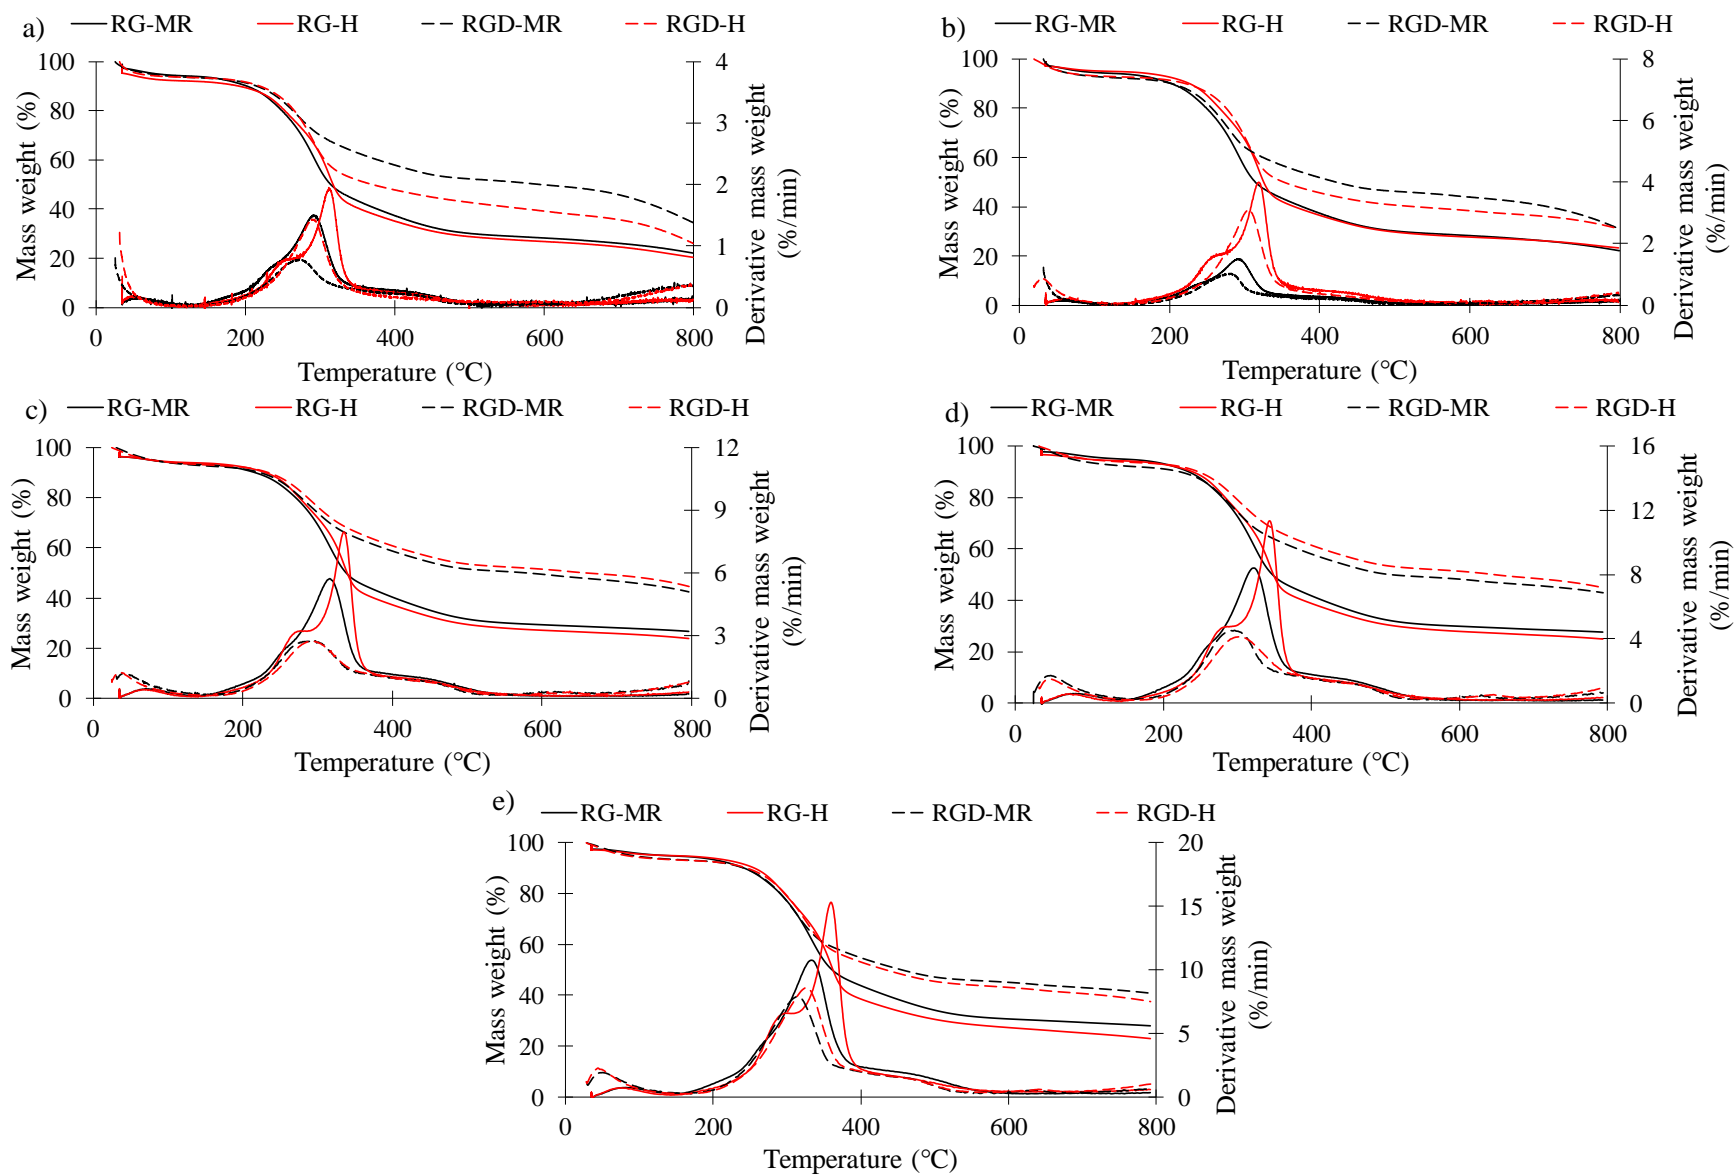 a) RG-MR RG-H RGD-MR RGD-H
100
80
60
40
20
0
Mass weight (%)
4
3
2
1
0
Derivative mass weight
(%/min)
0 200 400 600 800
Temperature (°C)
b) RG-MR RG-H RGD-MR RGD-H
100
80
60
40
20
0
Mass weight (%)
8
6
4
2
0
Derivative mass weight
(%/min)
0 200 400 600 800
Temperature (°C)
c) RG-MR RG-H RGD-MR RGD-H
100
80
60
40
20
0
Mass weight (%)
12
9
6
3
0
Derivative mass weight
(%/min)
0 200 400 600 800
Temperature (°C)
d) RG-MR RG-H RGD-MR RGD-H
100
80
60
40
20
0
Mass weight (%)
16
12
8
4
0
Derivative mass weight
(%/min)
0 200 400 600 800
Temperature (°C)
e) RG-MR RG-H RGD-MR RGD-H
100
80
60
40
20
0
Mass weight (%)
20
15
10
5
0
Derivative mass weight
(%/min)
0 200 400 600 800
Temperature (°C)